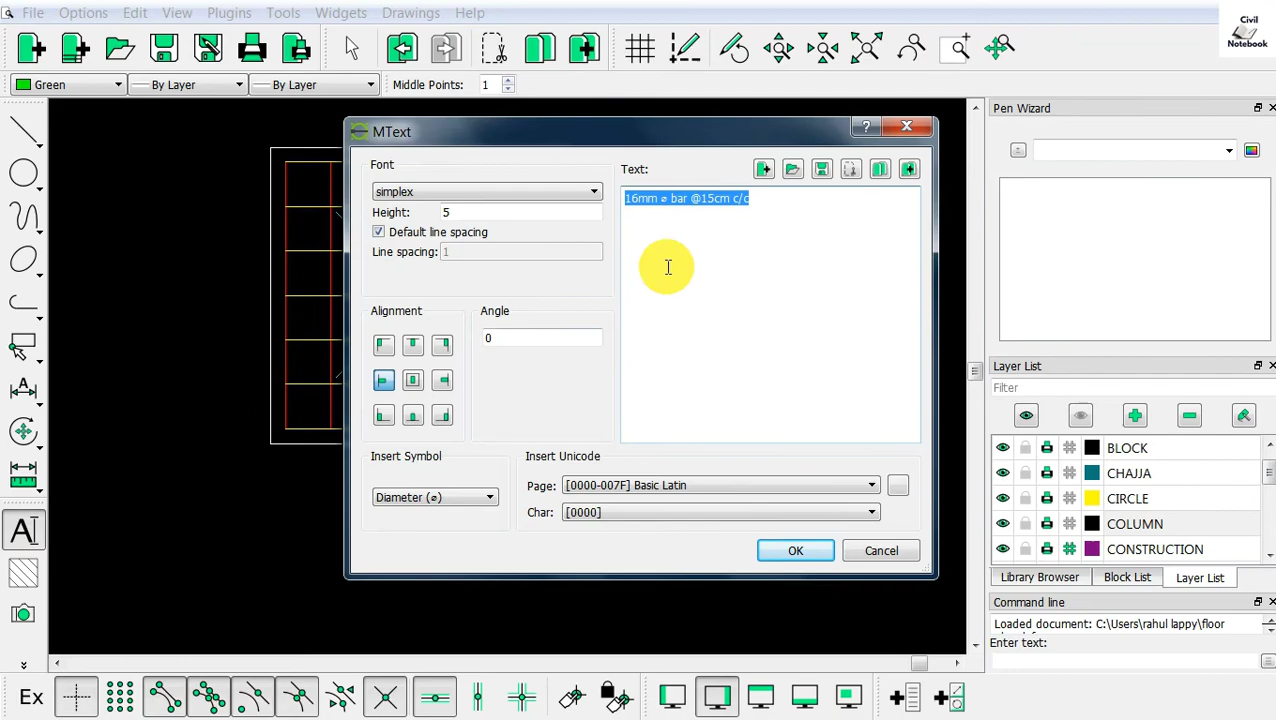 File Options Edit View Plugins Tools Widgets Drawings Help
Civil
Notebook
Green By Layer By Layer Middle Points: 1
Pen Wizard
MText
Font
simplex
Height: 5
Default line spacing
Line spacing: 1
Text:
16mm ⌀ bar @15cm c/c
Alignment
Angle
0
Insert Symbol
Diameter (⌀)
Insert Unicode
Page: [0000-007F] Basic Latin
Char: [0000]
OK Cancel
Layer List
Filter
BLOCK
CHAJJA
CIRCLE
COLUMN
CONSTRUCTION
Library Browser Block List Layer List
Command line
Loaded document: C:\Users\rahul lappy\floor
Enter text:
Ex